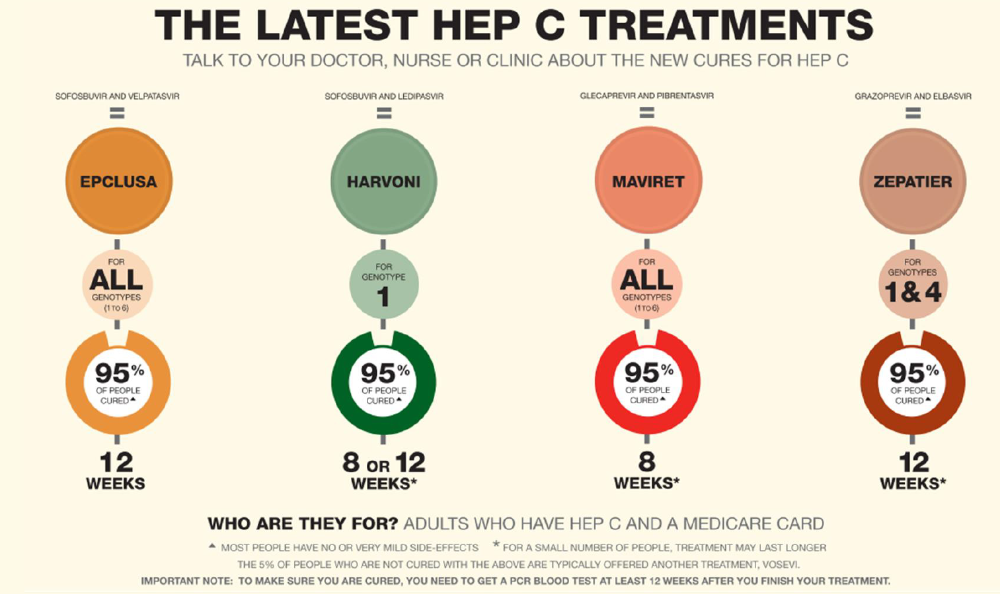 THE LATEST HEP C TREATMENTS
TALK TO YOUR DOCTOR, NURSE OR CLINIC ABOUT THE NEW CURES FOR HEP C
SOFOSBUVIR AND VELPATASVIR
=
EPCLUSA
FOR
ALL
GENOTYPES
(1 TO 6)
95%
OF PEOPLE
CURED▲
12
WEEKS
SOFOSBUVIR AND LEDIPASVIR
=
HARVONI
FOR
GENOTYPE
1
95%
OF PEOPLE
CURED▲
8 OR 12
WEEKS*
GLECAPREVIR AND PIBRENTASVIR
=
MAVIRET
FOR
ALL
GENOTYPES
(1 TO 6)
95%
OF PEOPLE
CURED▲
8
WEEKS*
GRAZOPREVIR AND ELBASVIR
=
ZEPATIER
FOR
GENOTYPES
1 & 4
95%
OF PEOPLE
CURED▲
12
WEEKS*
WHO ARE THEY FOR? ADULTS WHO HAVE HEP C AND A MEDICARE CARD
▲ MOST PEOPLE HAVE NO OR VERY MILD SIDE-EFFECTS * FOR A SMALL NUMBER OF PEOPLE, TREATMENT MAY LAST LONGER
THE 5% OF PEOPLE WHO ARE NOT CURED WITH THE ABOVE ARE TYPICALLY OFFERED ANOTHER TREATMENT, VOSEVI.
IMPORTANT NOTE: TO MAKE SURE YOU ARE CURED, YOU NEED TO GET A PCR BLOOD TEST AT LEAST 12 WEEKS AFTER YOU FINISH YOUR TREATMENT.